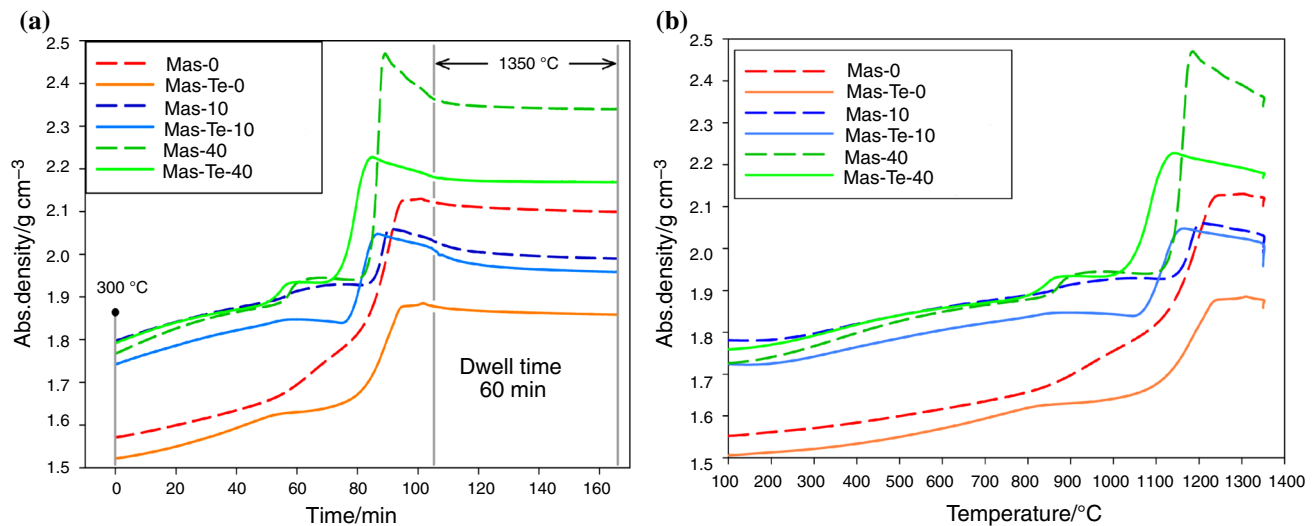 (a)
Abs.density/g cm⁻³
2.5
2.4
2.3
2.2
2.1
2.0
1.9
1.8
1.7
1.6
1.5
Mas-0
Mas-Te-0
Mas-10
Mas-Te-10
Mas-40
Mas-Te-40
1350 °C
300 °C
Dwell time
60 min
0 20 40 60 80 100 120 140 160
Time/min
(b)
Abs.density/g cm⁻³
2.5
2.4
2.3
2.2
2.1
2.0
1.9
1.8
1.7
1.6
1.5
Mas-0
Mas-Te-0
Mas-10
Mas-Te-10
Mas-40
Mas-Te-40
100 200 300 400 500 600 700 800 900 1000 1100 1200 1300 1400
Temperature/°C